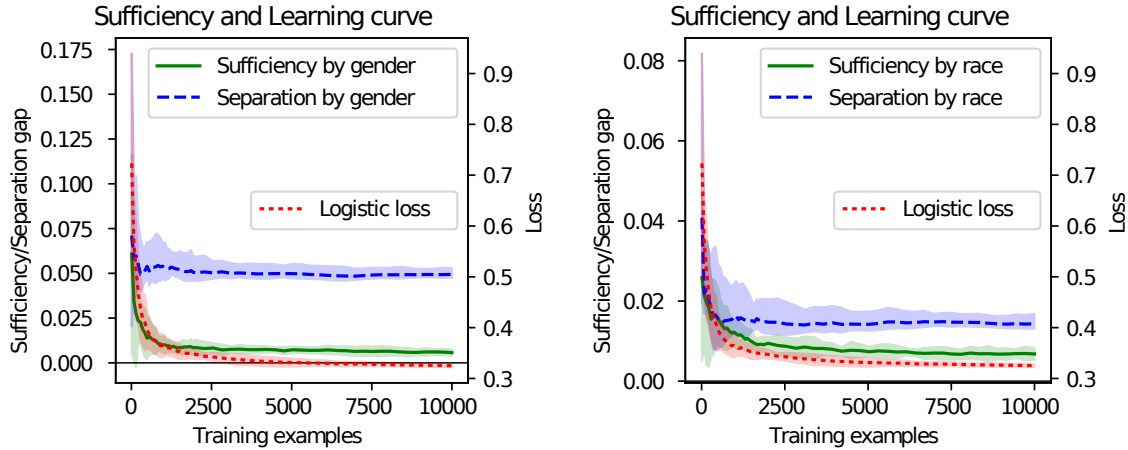 Sufficiency and Learning curve
0.175
0.150
0.125
0.100
0.075
0.050
0.025
0.000
Sufficiency/Separation gap
Sufficiency by gender
Separation by gender
Logistic loss
0.9
0.8
0.7
0.6
0.5
0.4
0.3
Loss
0 2500 5000 7500 10000
Training examples
Sufficiency and Learning curve
0.08
0.06
0.04
0.02
0.00
Sufficiency/Separation gap
Sufficiency by race
Separation by race
Logistic loss
0.9
0.8
0.7
0.6
0.5
0.4
0.3
Loss
0 2500 5000 7500 10000
Training examples